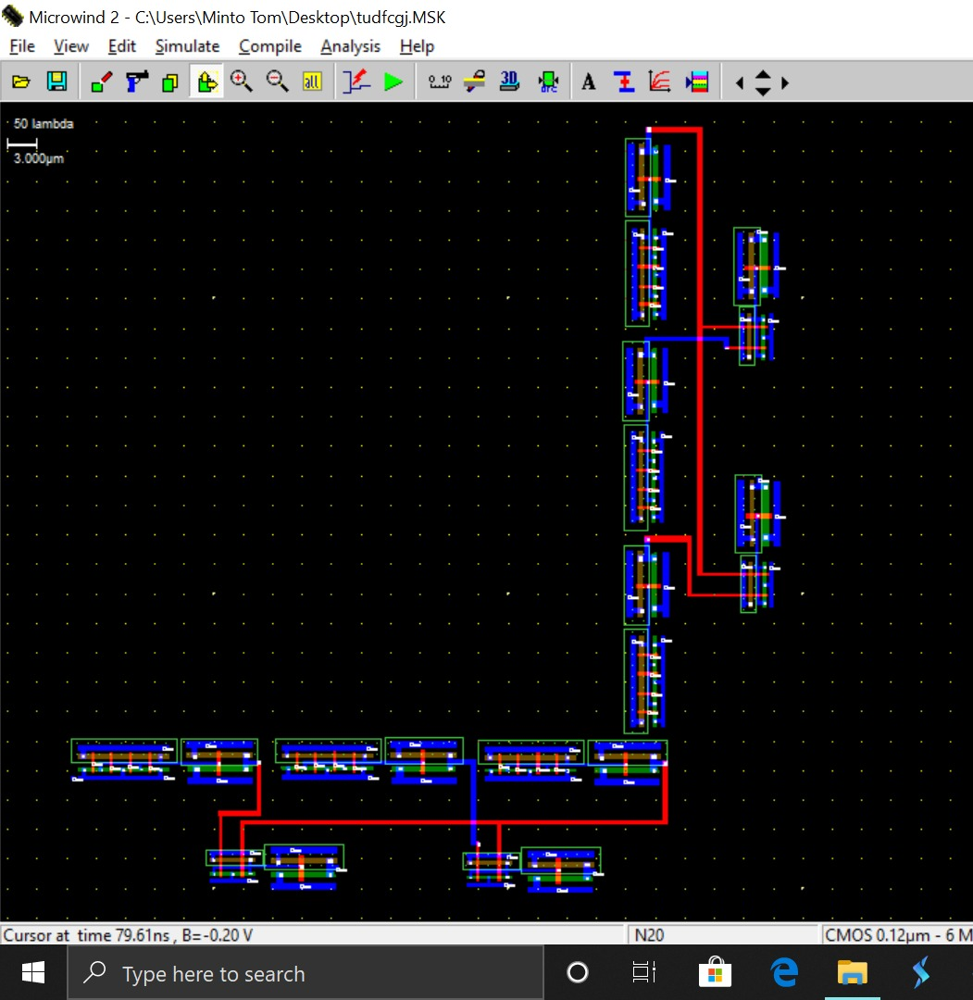 Microwind 2 - C:\Users\Minto Tom\Desktop\tudfcgj.MSK
File View Edit Simulate Compile Analysis Help
all 0.10 3D drc A
50 lambda
3.000µm
Cursor at time 79.61ns , B=-0.20 V N20 CMOS 0.12µm - 6 M
Type here to search